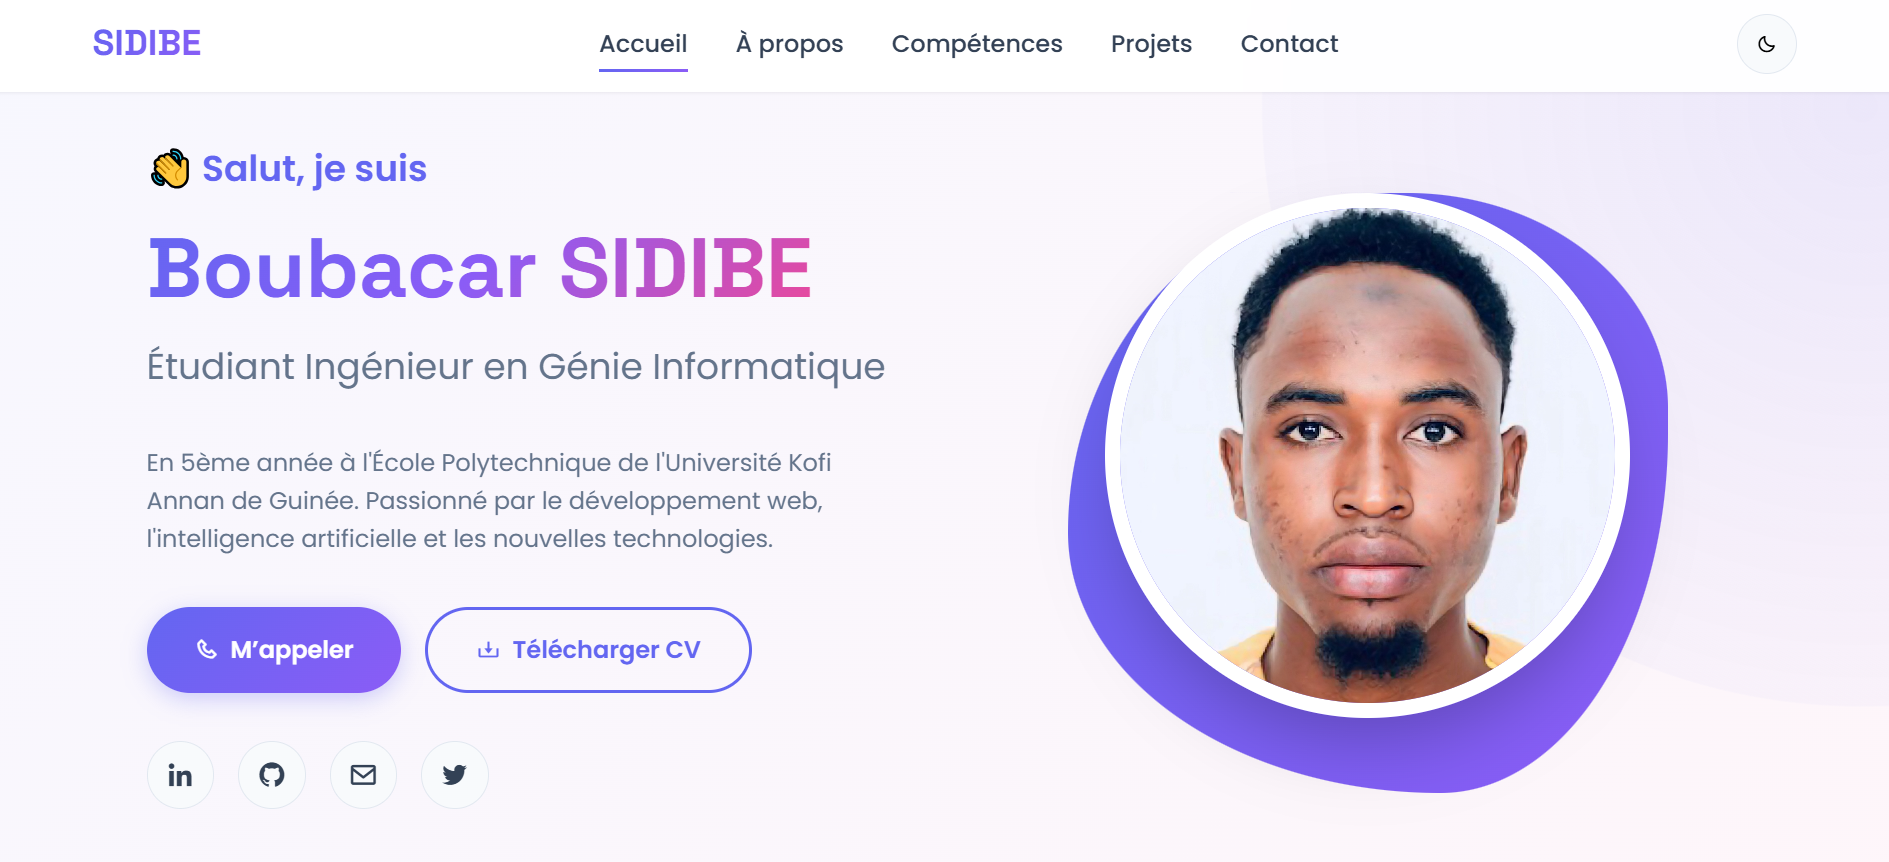 SIDIBE
Accueil
À propos
Compétences
Projets
Contact
Salut, je suis
Boubacar SIDIBE
Étudiant Ingénieur en Génie Informatique
En 5ème année à l'École Polytechnique de l'Université Kofi
Annan de Guinée. Passionné par le développement web,
l'intelligence artificielle et les nouvelles technologies.
M’appeler
Télécharger CV